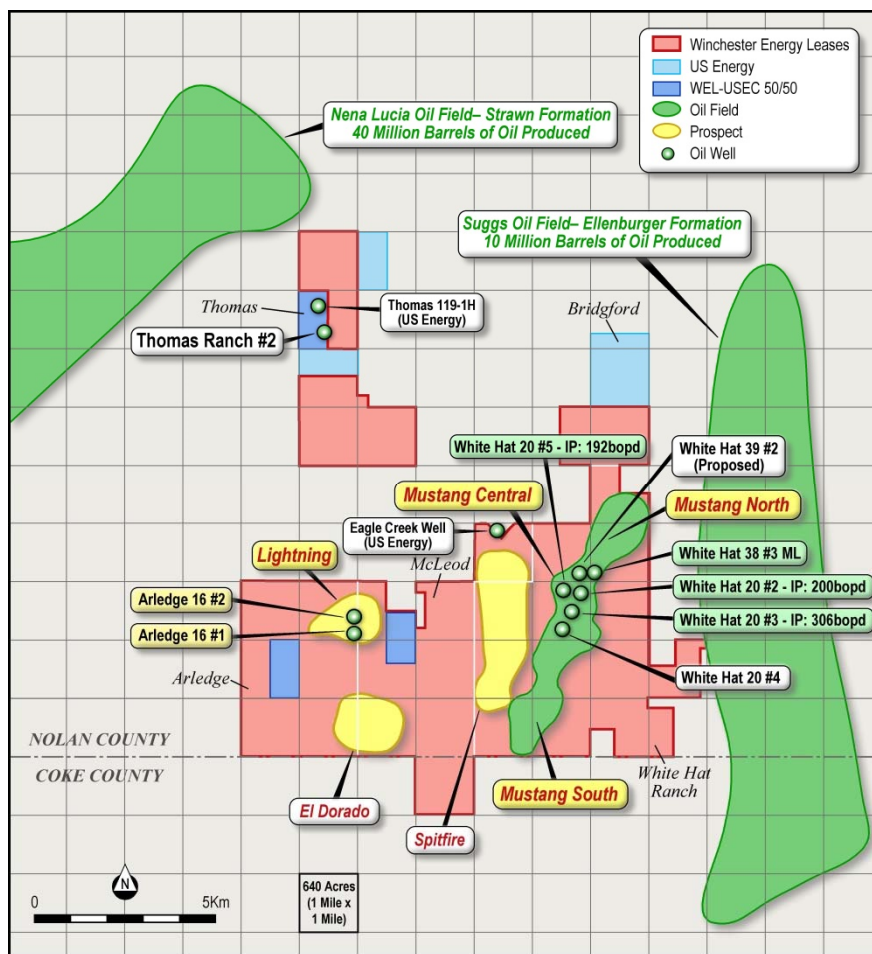 Winchester Energy Leases
US Energy
WEL-USEC 50/50
Oil Field
Prospect
Oil Well
Nena Lucia Oil Field– Strawn Formation
40 Million Barrels of Oil Produced
Suggs Oil Field– Ellenburger Formation
10 Million Barrels of Oil Produced
Thomas
Thomas 119-1H
(US Energy)
Thomas Ranch #2
Bridgford
White Hat 20 #5 - IP: 192bopd
White Hat 39 #2
(Proposed)
Mustang Central
Mustang North
Eagle Creek Well
(US Energy)
McLeod
Lightning
White Hat 38 #3 ML
White Hat 20 #2 - IP: 200bopd
White Hat 20 #3 - IP: 306bopd
White Hat 20 #4
Arledge 16 #2
Arledge 16 #1
Arledge
NOLAN COUNTY
COKE COUNTY
White Hat
Ranch
El Dorado
Spitfire
Mustang South
N
0
5Km
640 Acres
(1 Mile x
1 Mile)